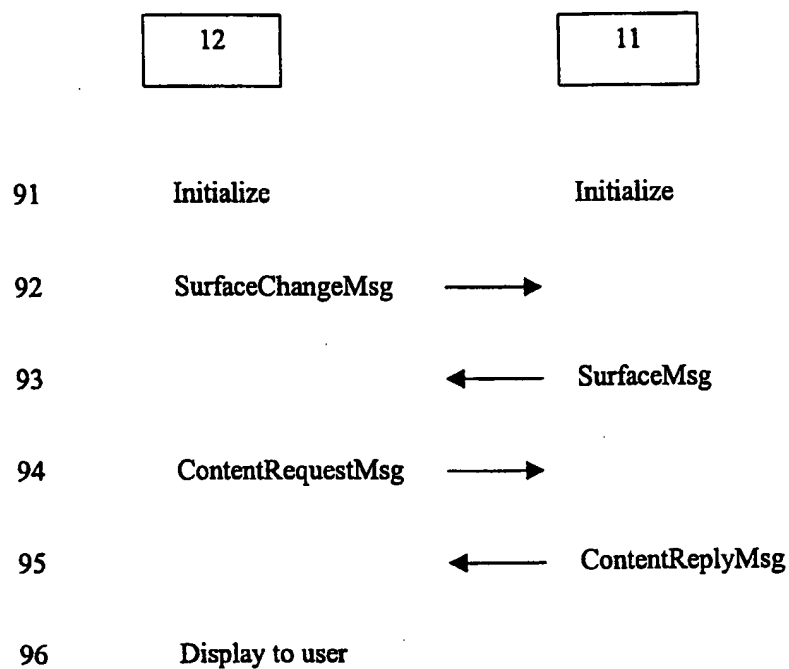 12 11
91 Initialize Initialize
92 SurfaceChangeMsg
93 SurfaceMsg
94 ContentRequestMsg
95 ContentReplyMsg
96 Display to user